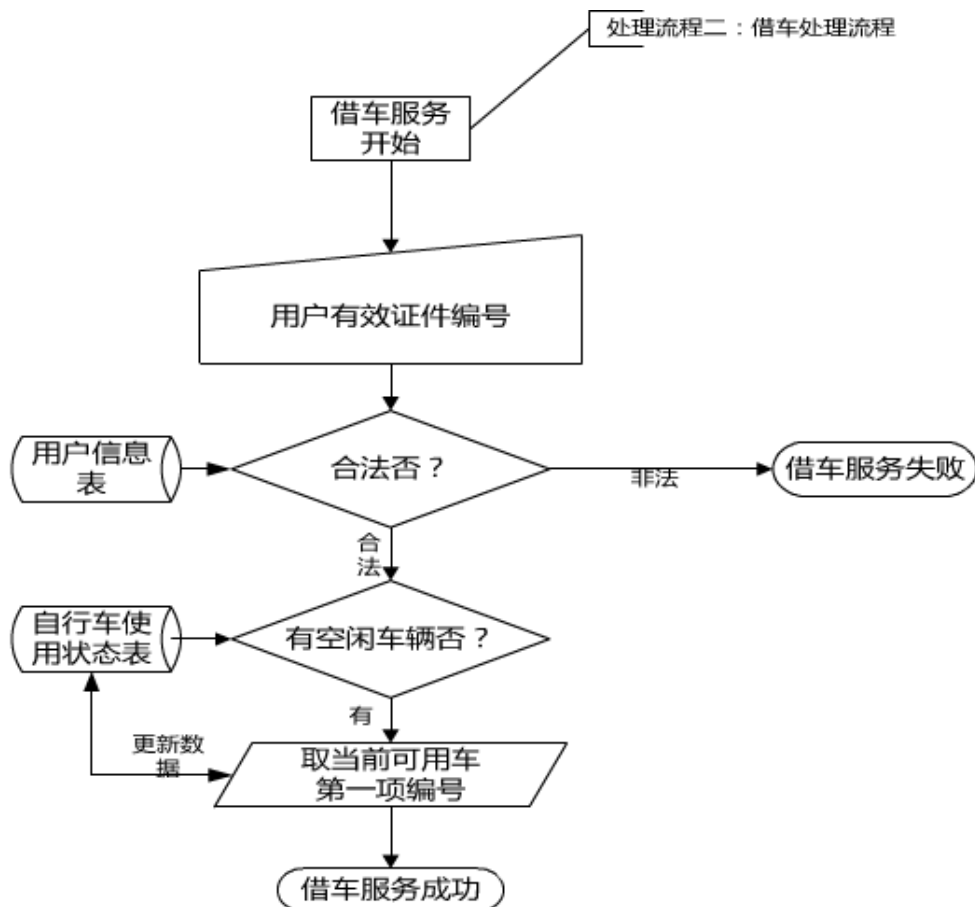 处理流程二：借车处理流程
借车服务
开始
用户有效证件编号
用户信息
表
合法否？
非法
借车服务失败
合
法
自行车使
用状态表
有空闲车辆否？
有
更新数
据
取当前可用车
第一项编号
借车服务成功